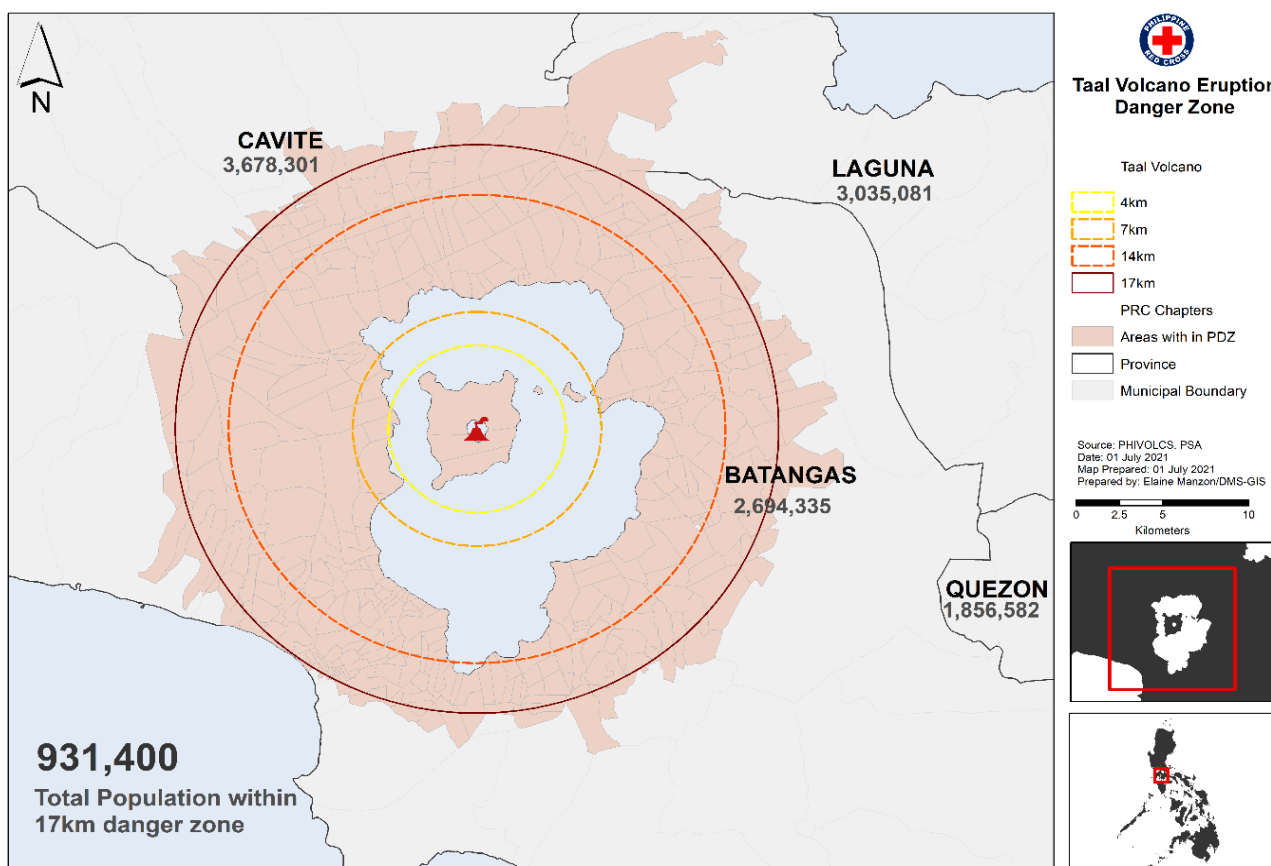 N
CAVITE
3,678,301
LAGUNA
3,035,081
BATANGAS
2,694,335
QUEZON
1,856,582
931,400
Total Population within
17km danger zone
PHILIPPINE
RED CROSS
Taal Volcano Eruption
Danger Zone
Taal Volcano
4km
7km
14km
17km
PRC Chapters
Areas with in PDZ
Province
Municipal Boundary
Source: PHIVOLCS, PSA
Date: 01 July 2021
Map Prepared: 01 July 2021
Prepared by: Elaine Manzon/DMS-GIS
0 2.5 5 10
Kilometers